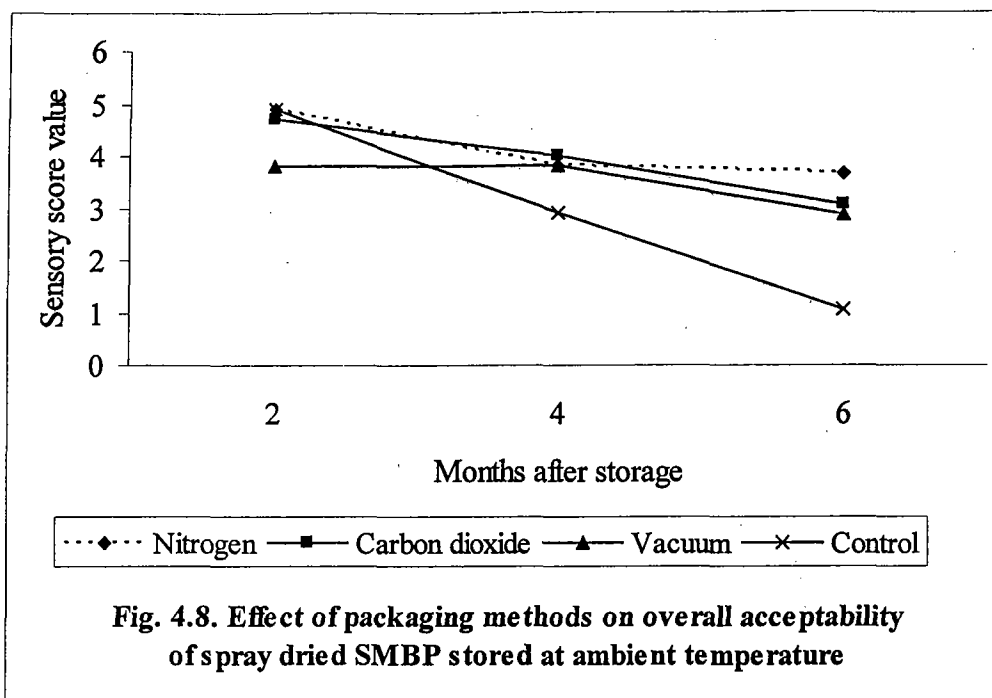 6
5
4
3
2
1
0
Sensory score value
2 4 6
Months after storage
Nitrogen Carbon dioxide Vacuum Control
Fig. 4.8. Effect of packaging methods on overall acceptability
of spray dried SMBP stored at ambient temperature